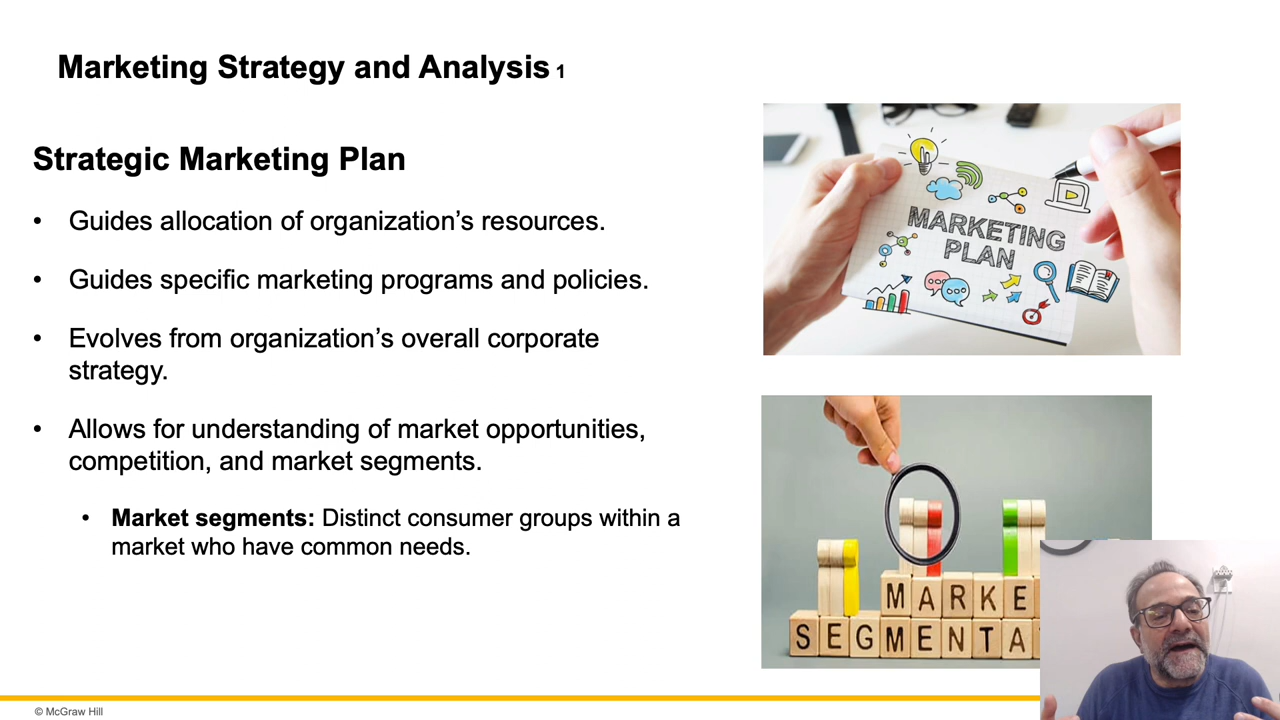 Marketing Strategy and Analysis 1
Strategic Marketing Plan
• Guides allocation of organization’s resources.
• Guides specific marketing programs and policies.
• Evolves from organization’s overall corporate
strategy.
• Allows for understanding of market opportunities,
competition, and market segments.
• Market segments: Distinct consumer groups within a
market who have common needs.
MARKETING
PLAN
MARKE
SEGMENTA
© McGraw Hill